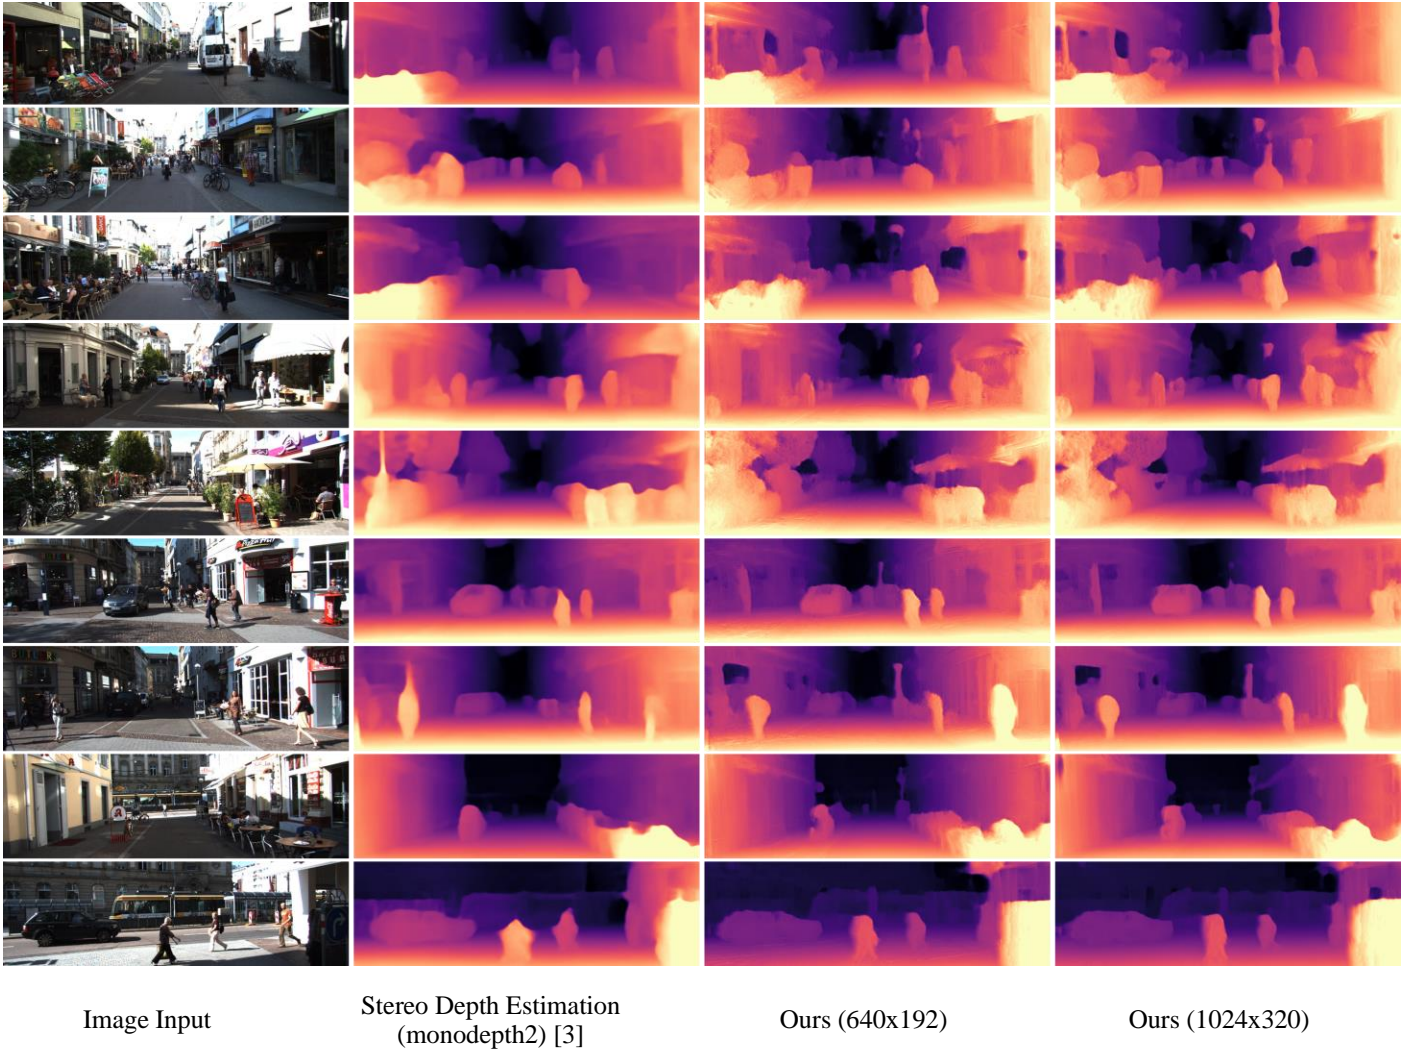 Image Input
Stereo Depth Estimation
(monodepth2) [3]
Ours (640x192)
Ours (1024x320)